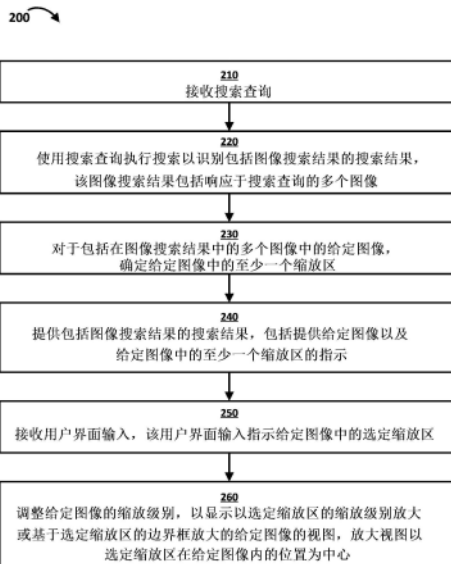 200
210
接收搜索查询
220
使用搜索查询执行搜索以识别包括图像搜索结果的搜索结果，
该图像搜索结果包括响应于搜索查询的多个图像
230
对于包括在图像搜索结果中的多个图像中的给定图像，
确定给定图像中的至少一个缩放区
240
提供包括图像搜索结果的搜索结果，包括提供给定图像以及
给定图像中的至少一个缩放区的指示
250
接收用户界面输入，该用户界面输入指示给定图像中的选定缩放区
260
调整给定图像的缩放级别，以显示以选定缩放区的缩放级别放大
或基于选定缩放区的边界框放大的给定图像的视图，放大视图以
选定缩放区在给定图像内的位置为中心